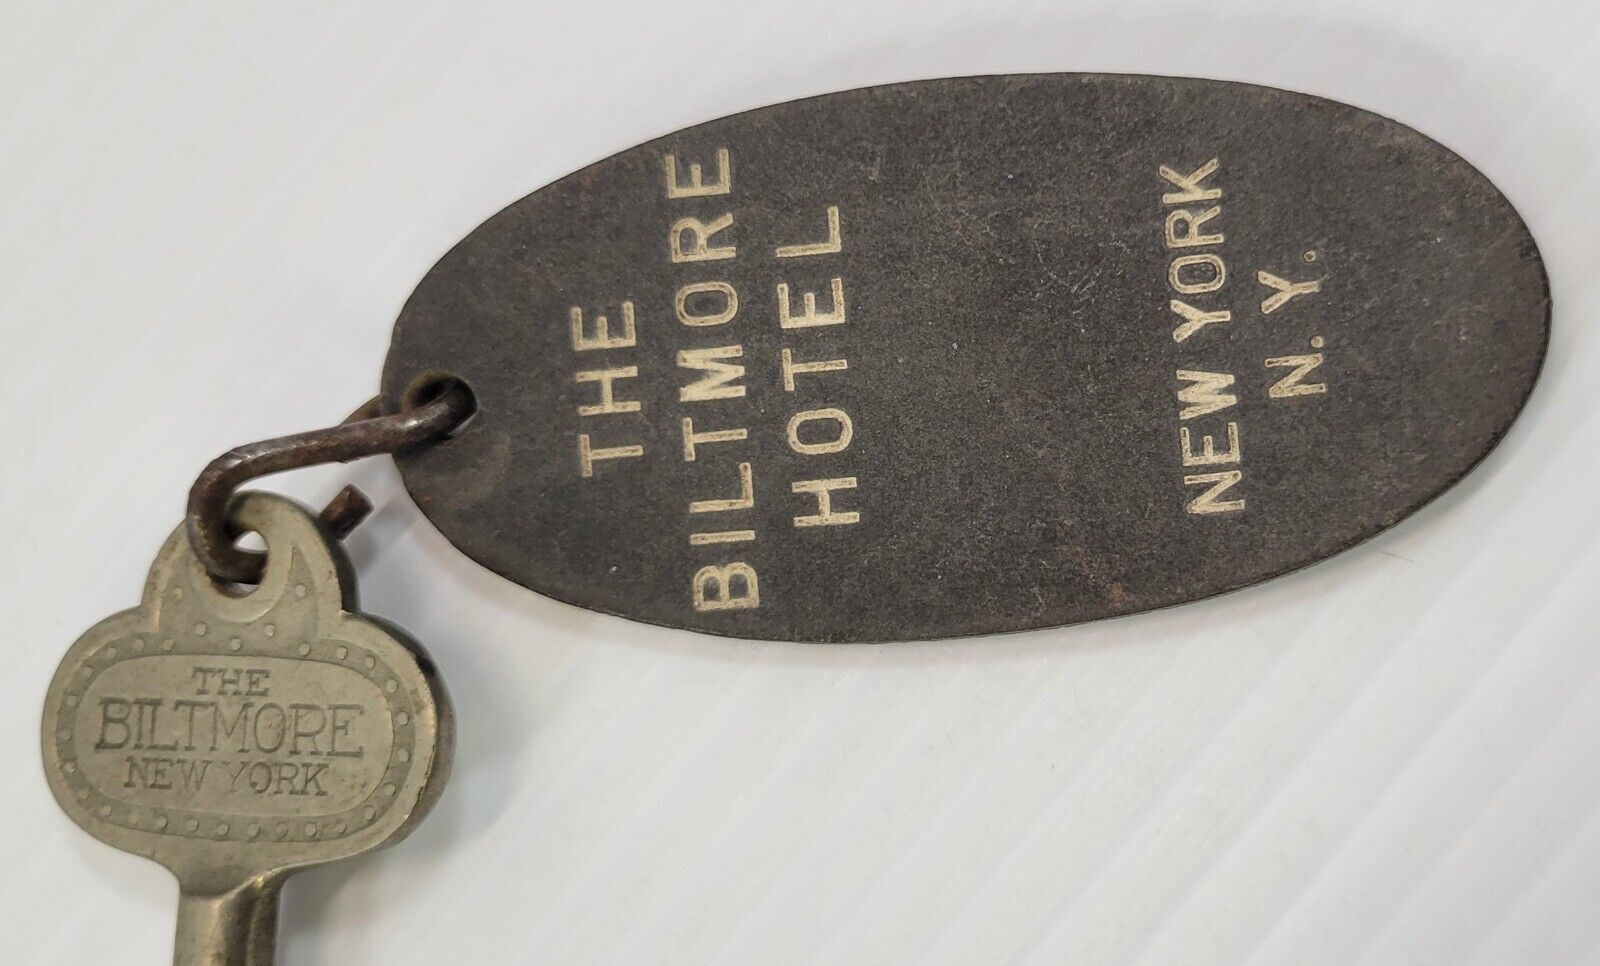 THE
BILTMORE
HOTEL
NEW YORK
N.Y.
THE
BILTMORE
NEW YORK